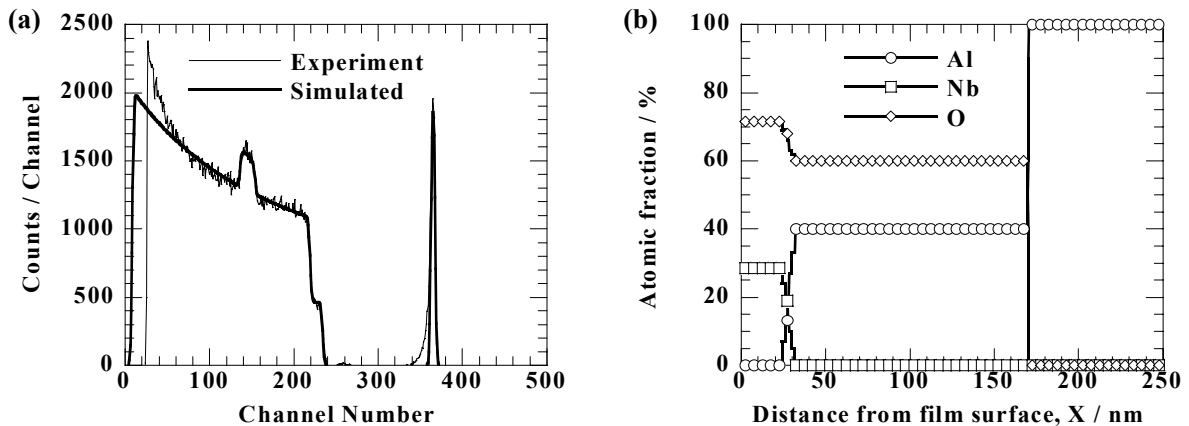 (a)
2500
2000
1500
1000
500
0
Counts / Channel
Experiment
Simulated
0 100 200 300 400 500
Channel Number
(b)
100
80
60
40
20
0
Atomic fraction / %
Al
Nb
O
0 50 100 150 200 250
Distance from film surface, X / nm